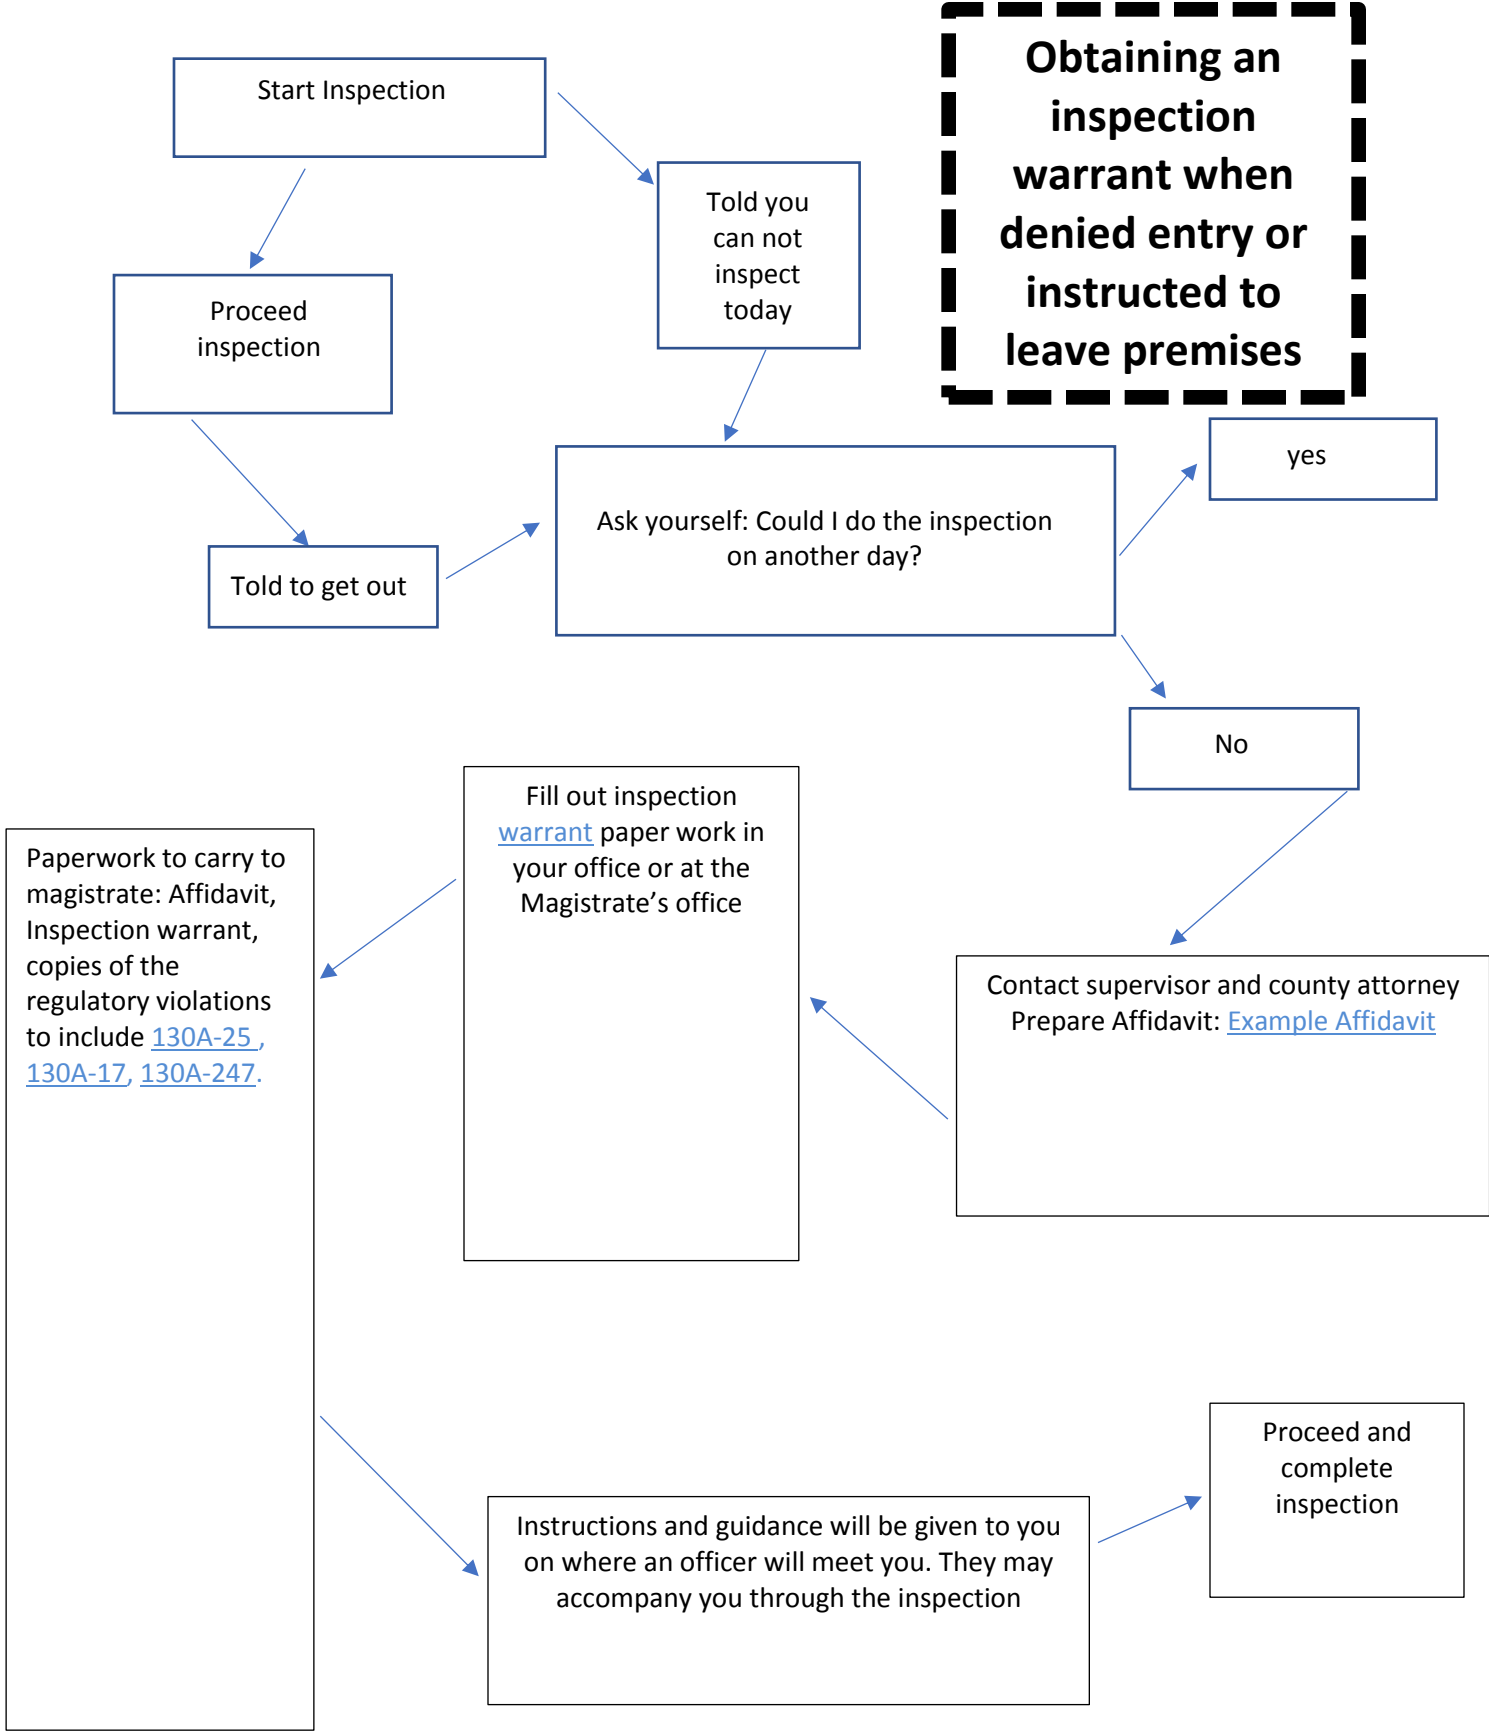 Obtaining an
inspection
warrant when
denied entry or
instructed to
leave premises
Start Inspection
Told you
can not
inspect
today
Proceed
inspection
Told to get out
Ask yourself: Could I do the inspection
on another day?
yes
No
Contact supervisor and county attorney
Prepare Affidavit: Example Affidavit
Fill out inspection
warrant paper work in
your office or at the
Magistrate’s office
Paperwork to carry to
magistrate: Affidavit,
Inspection warrant,
copies of the
regulatory violations
to include 130A-25 ,
130A-17, 130A-247.
Instructions and guidance will be given to you
on where an officer will meet you. They may
accompany you through the inspection
Proceed and
complete
inspection